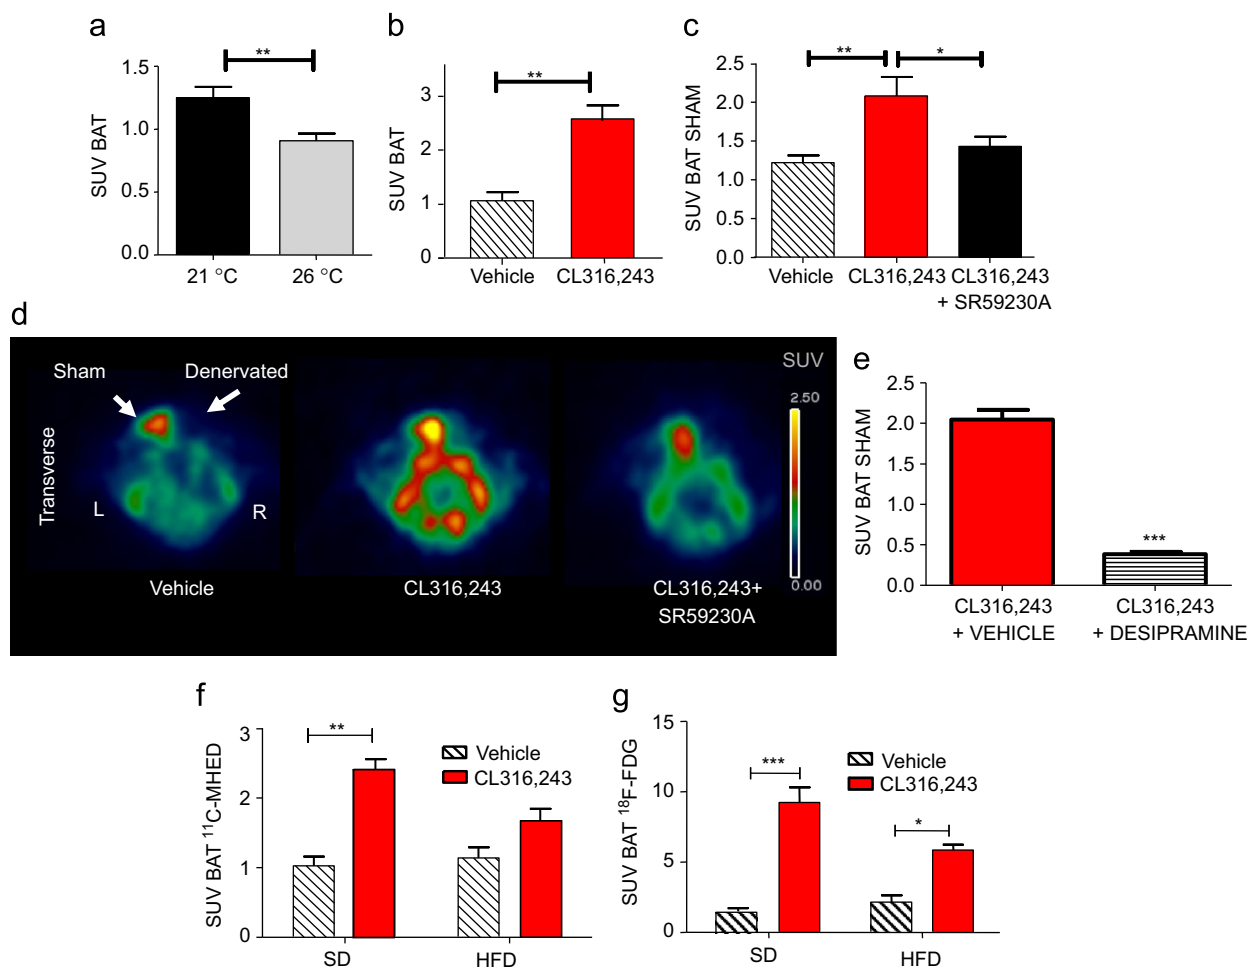 a
**
SUV BAT
1.5
1.0
0.5
0.0
21 °C
26 °C
b
**
SUV BAT
3
2
1
0
Vehicle
CL316,243
c
**
*
SUV BAT SHAM
2.5
2.0
1.5
1.0
0.5
0.0
Vehicle
CL316,243
CL316,243
+ SR59230A
d
Sham
Denervated
Transverse
L
R
Vehicle
CL316,243
CL316,243+
SR59230A
SUV
2.50
0.00
e
SUV BAT SHAM
2.5
2.0
1.5
1.0
0.5
0.0
***
CL316,243
+ VEHICLE
CL316,243
+ DESIPRAMINE
f
SUV BAT ¹¹C-MHED
3
2
1
0
**
Vehicle
CL316,243
SD
HFD
g
SUV BAT ¹⁸F-FDG
15
10
5
0
***
*
Vehicle
CL316,243
SD
HFD